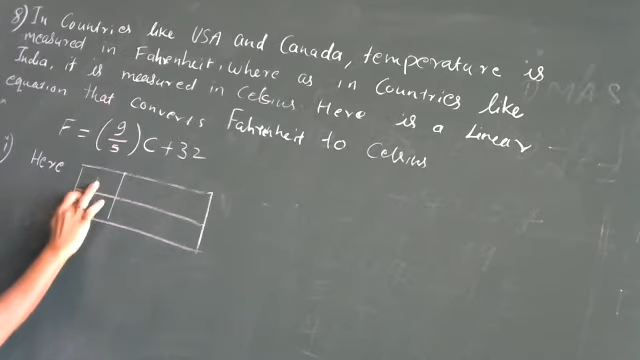 8) In Countries like USA and Canada, temperature is
measured in Fahrenheit, where as in Countries like
India, it is measured in Celsius. Here is a Linear
equation that converts Fahrenheit to Celsius
F = (9/5) C + 32
i) Here
DMAS